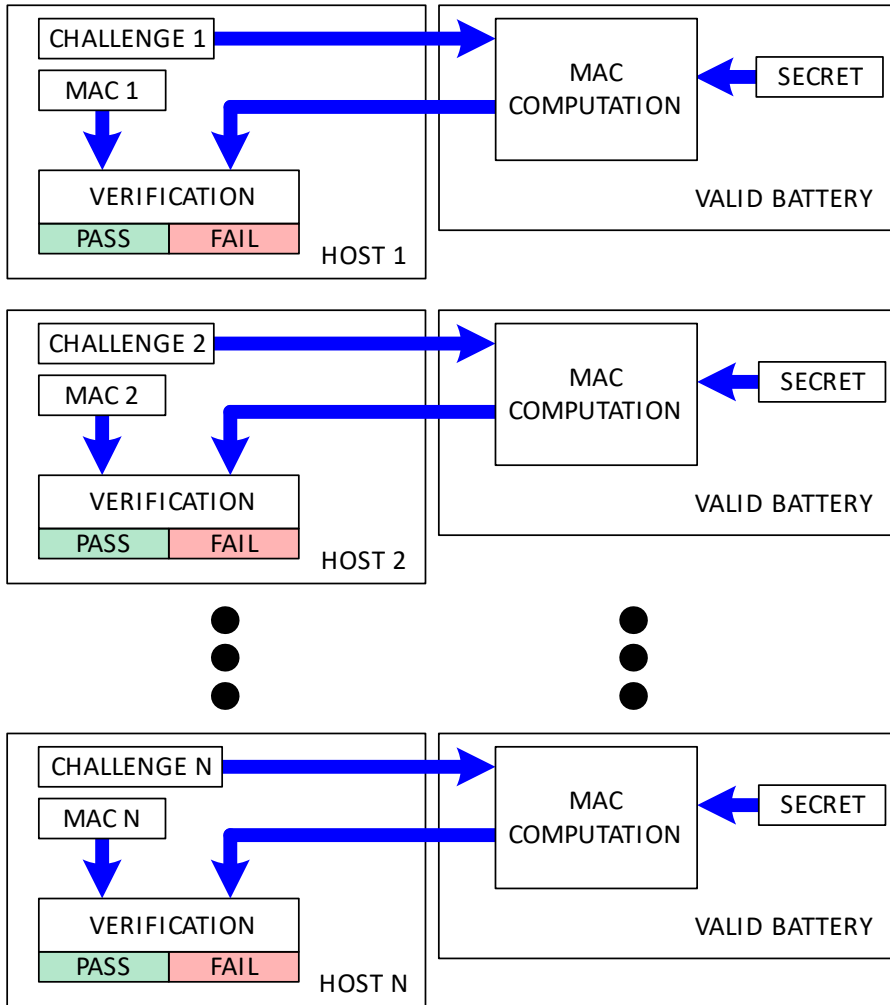 CHALLENGE 1
MAC 1
VERIFICATION
PASS FAIL
HOST 1
MAC
COMPUTATION
SECRET
VALID BATTERY
CHALLENGE 2
MAC 2
VERIFICATION
PASS FAIL
HOST 2
MAC
COMPUTATION
SECRET
VALID BATTERY
CHALLENGE N
MAC N
VERIFICATION
PASS FAIL
HOST N
MAC
COMPUTATION
SECRET
VALID BATTERY